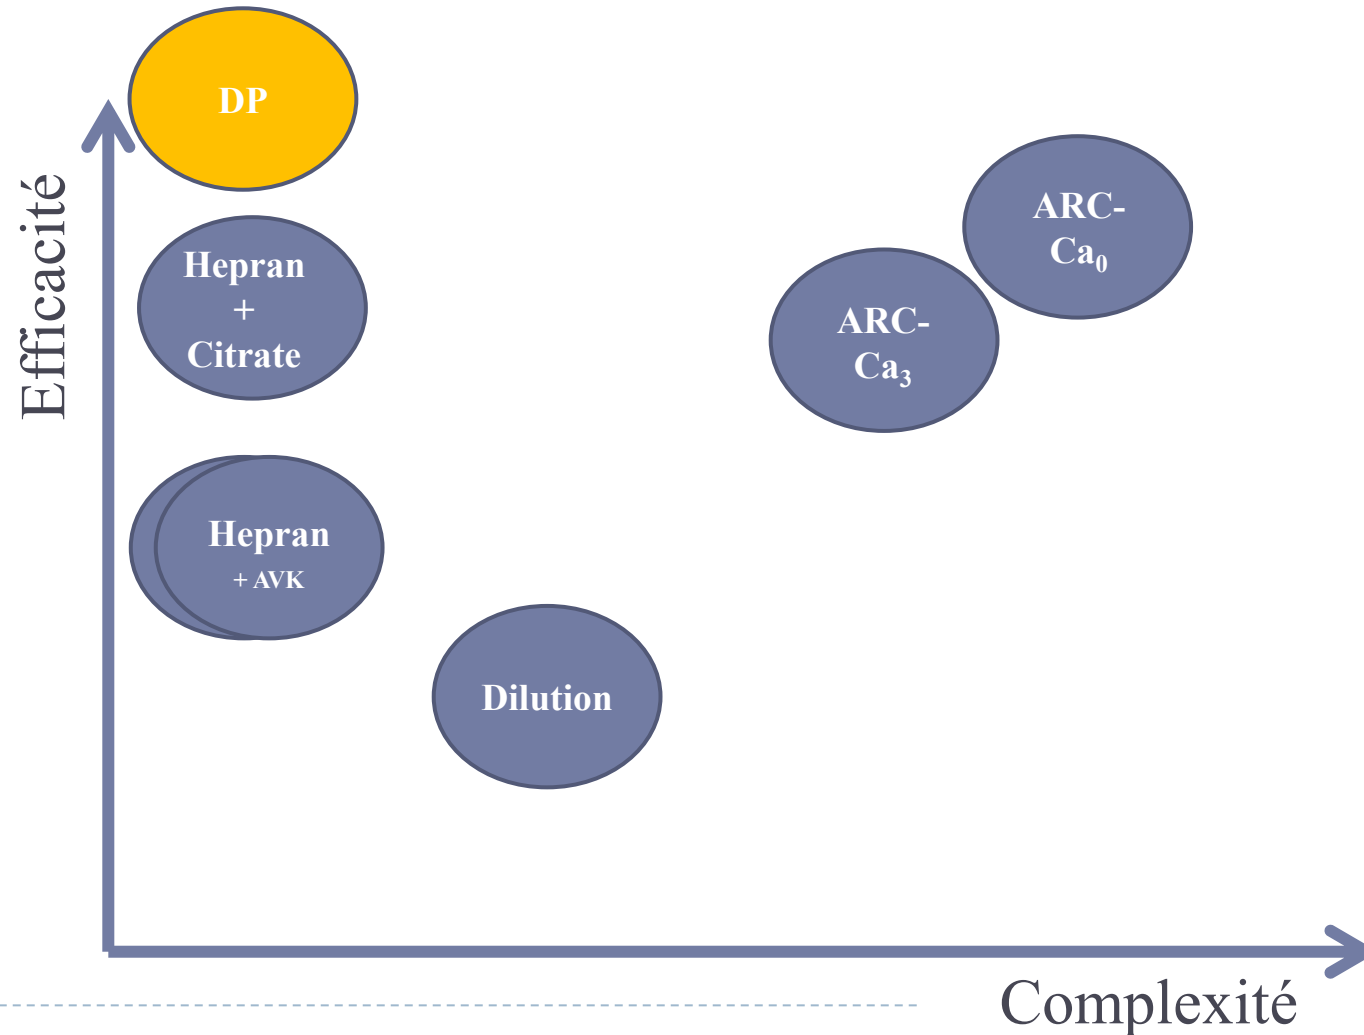 DP
Efficacité
Hepran
+
Citrate
ARC-
Ca₀
ARC-
Ca₃
Hepran
+ AVK
Dilution
Complexité